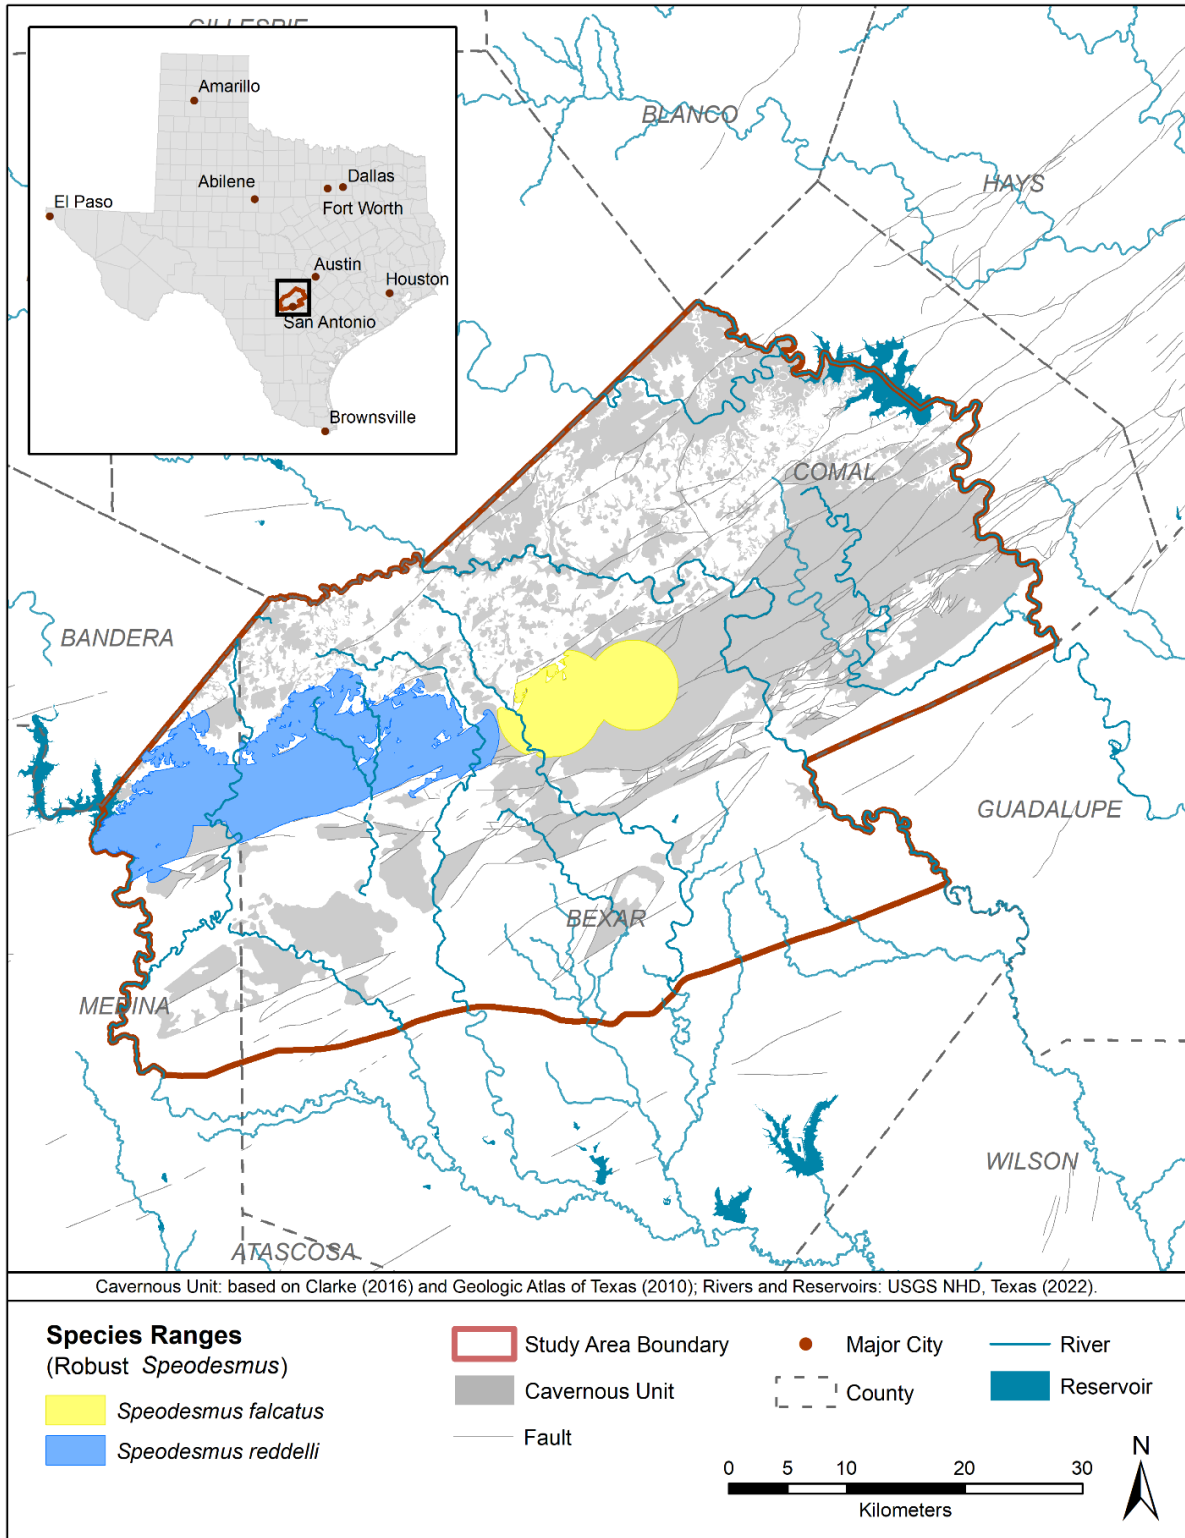 GILLESPIE
Amarillo
Abilene
Dallas
Fort Worth
El Paso
Austin
Houston
San Antonio
Brownsville
BLANCO
HAYS
COMAL
BANDERA
GUADALUPE
BEXAR
MEDINA
WILSON
ATASCOSA
Cavernous Unit: based on Clarke (2016) and Geologic Atlas of Texas (2010); Rivers and Reservoirs: USGS NHD, Texas (2022).
Species Ranges
(Robust Speodesmus)
Speodesmus falcatus
Speodesmus reddelli
Study Area Boundary
Cavernous Unit
Fault
Major City
County
River
Reservoir
N
0 5 10 20 30
Kilometers